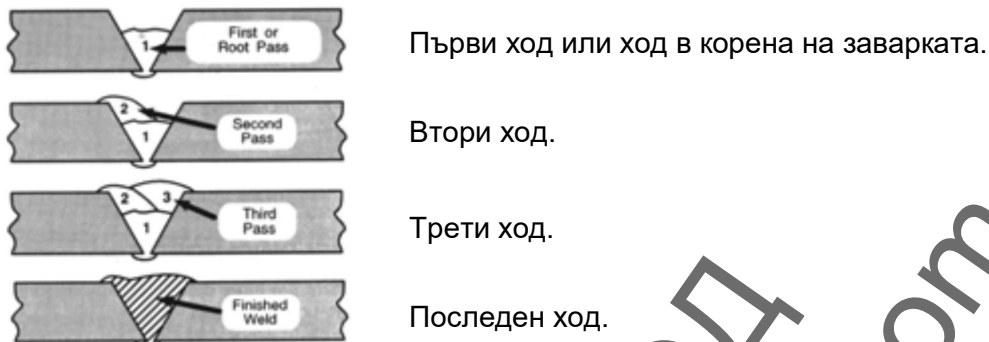 1
First or
Root Pass
Първи ход или ход в корена на заварката.
2
1
Second
Pass
Втори ход.
2 3
1
Third
Pass
Трети ход.
Finished
Weld
Последен ход.